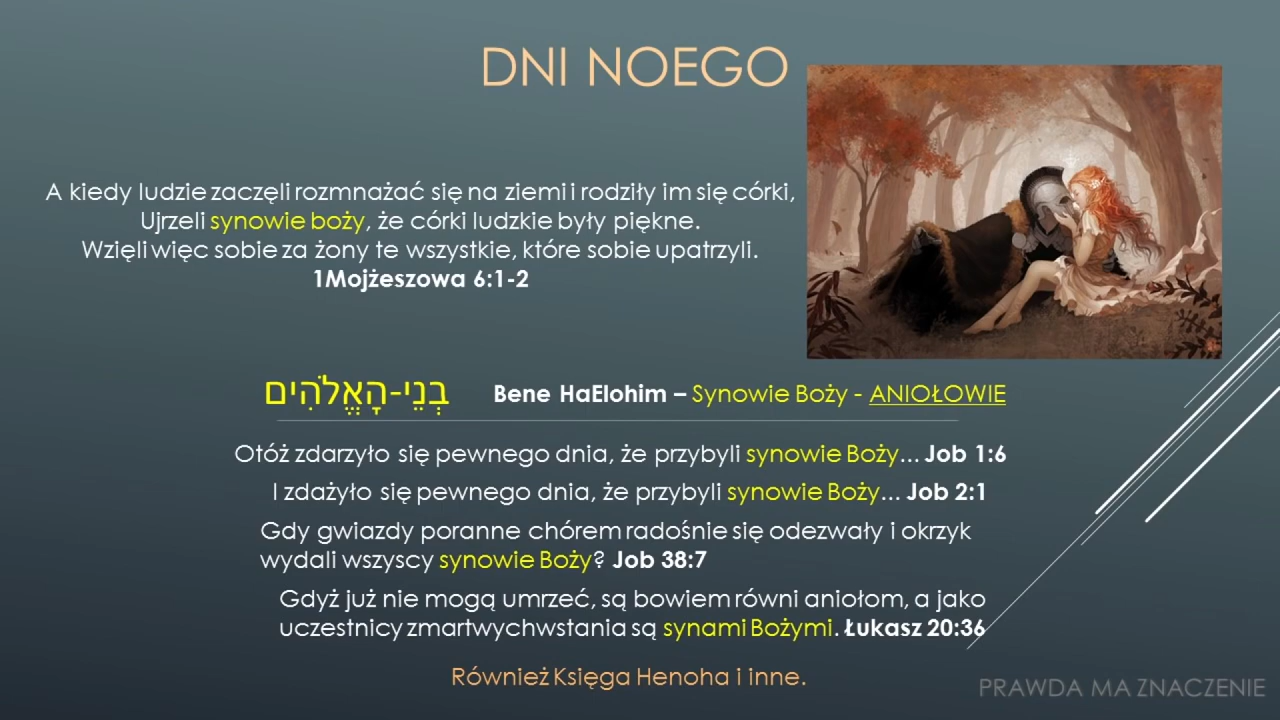 DNI NOEGO
A kiedy ludzie zaczęli rozmnażać się na ziemi i rodziły im się córki,
Ujrzeli synowie boży, że córki ludzkie były piękne.
Wzięli więc sobie za żony te wszystkie, które sobie upatrzyli.
1Mojżeszowa 6:1-2
בְנֵי-הָאֱלֹהִים Bene HaElohim – Synowie Boży - ANIOŁOWIE
Otóż zdarzyło się pewnego dnia, że przybyli synowie Boży... Job 1:6
I zdażyło się pewnego dnia, że przybyli synowie Boży... Job 2:1
Gdy gwiazdy poranne chórem radośnie się odezwały i okrzyk
wydali wszyscy synowie Boży? Job 38:7
Gdyż już nie mogą umrzeć, są bowiem równi aniołom, a jako
uczestnicy zmartwychwstania są synami Bożymi. Łukasz 20:36
Również Księga Henoha i inne.
PRAWDA MA ZNACZENIE